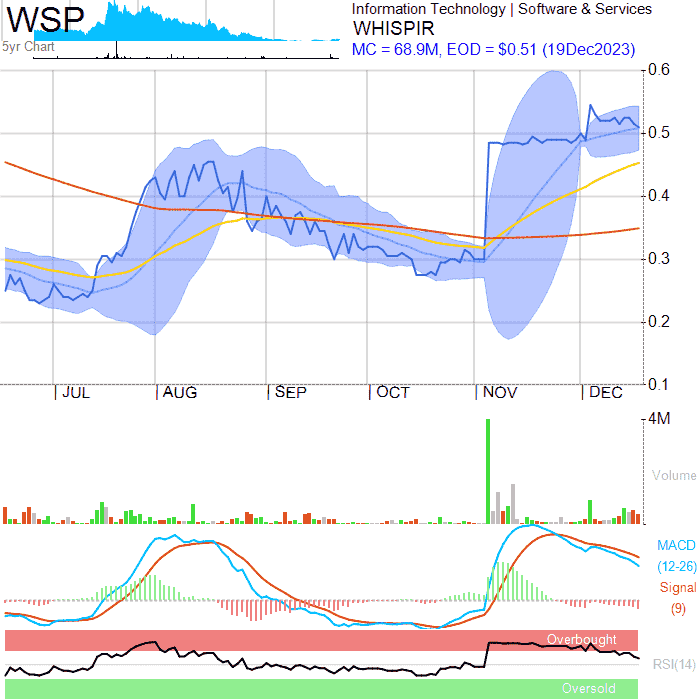 WSP
5yr Chart
Information Technology | Software & Services
WHISPIR
MC = 68.9M, EOD = $0.51 (19Dec2023)
0.6
0.5
0.4
0.3
0.2
0.1
| JUL | AUG | SEP | OCT | NOV | DEC
4M
Volume
MACD
(12-26)
Signal
(9)
Overbought
RSI(14)
Oversold